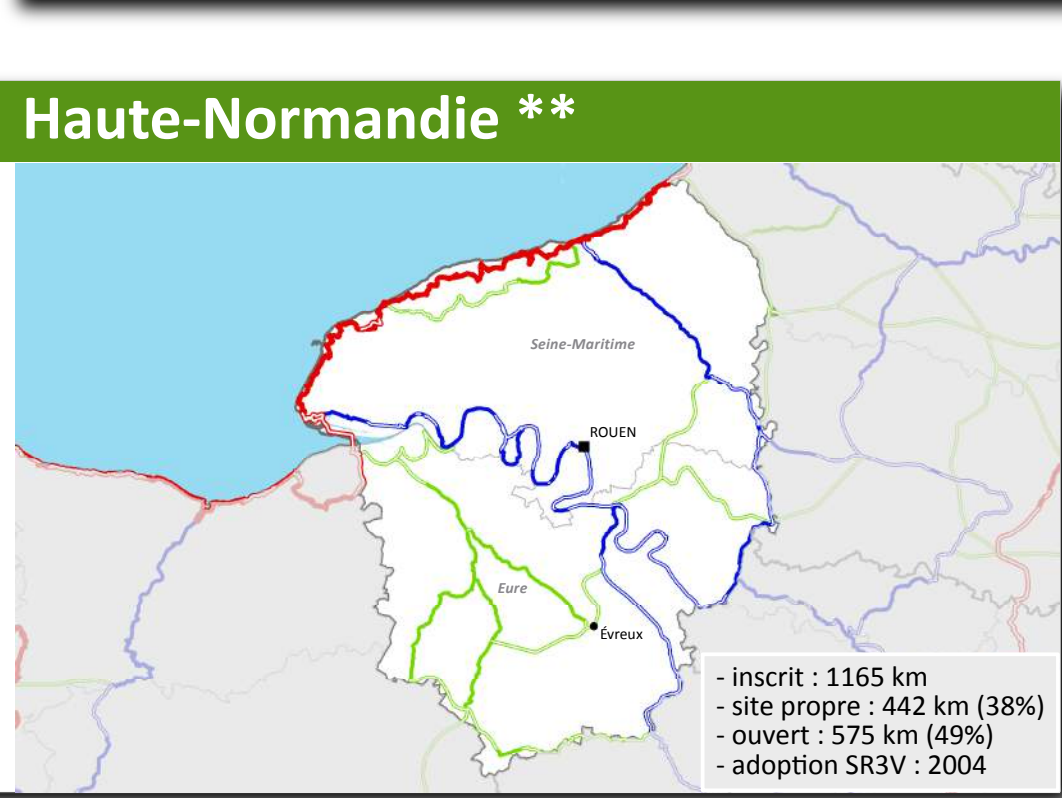 Haute-Normandie **
Seine-Maritime
ROUEN
Eure
Évreux
- inscrit : 1165 km
- site propre : 442 km (38%)
- ouvert : 575 km (49%)
- adoption SR3V : 2004